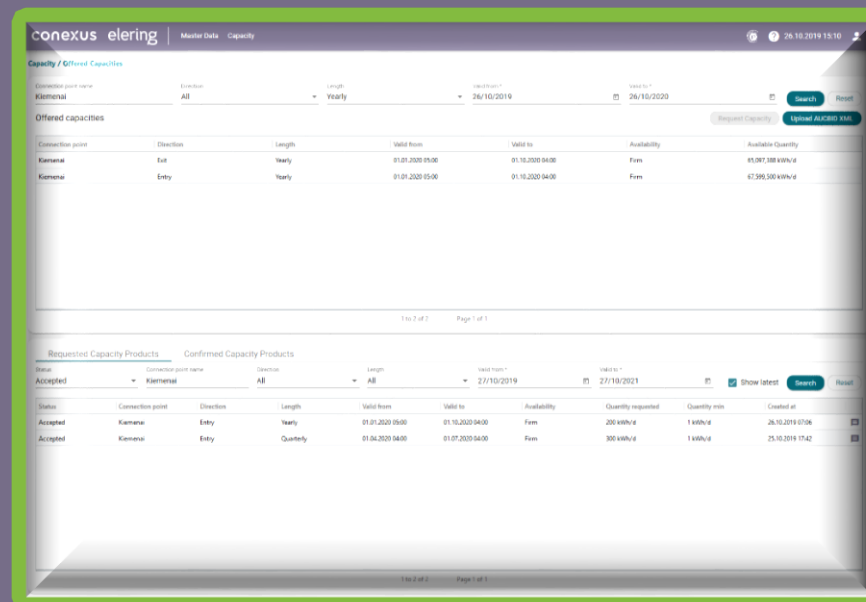 conexus elering Master Data Capacity ? 26.10.2019 15:10
Capacity / Offered Capacities
Connection point name Direction Length Valid from * Valid to *
Kiemenai All Yearly 26/10/2019 26/10/2020 Search Reset
Offered capacities Request Capacity Upload AUCBID XML
Connection point Direction Length Valid from Valid to Availability Available Quantity
Kiemenai Exit Yearly 01.01.2020 05:00 01.10.2020 04:00 Firm kWh/d
Kiemenai Entry Yearly 01.01.2020 05:00 01.10.2020 04:00 Firm 67,599,500 kWh/d
1 to 2 of 2 Page 1 of 1
Requested Capacity Products Confirmed Capacity Products
Status Connection point name Direction Length Valid from * Valid to *
Accepted Kiemenai All All 27/10/2019 27/10/2021 Show latest Search Reset
Status Connection point Direction Length Valid from Valid to Availability Quantity requested Quantity min Created at
Accepted Kiemenai Entry Yearly 01.01.2020 05:00 01.10.2020 04:00 Firm 200 kWh/d 1 kWh/d 26.10.2019 07:06
Accepted Kiemenai Entry Quarterly 01.04.2020 04:00 01.07.2020 04:00 Firm 300 kWh/d 1 kWh/d 25.10.2019 17:42
1 to 2 of 2 Page 1 of 1